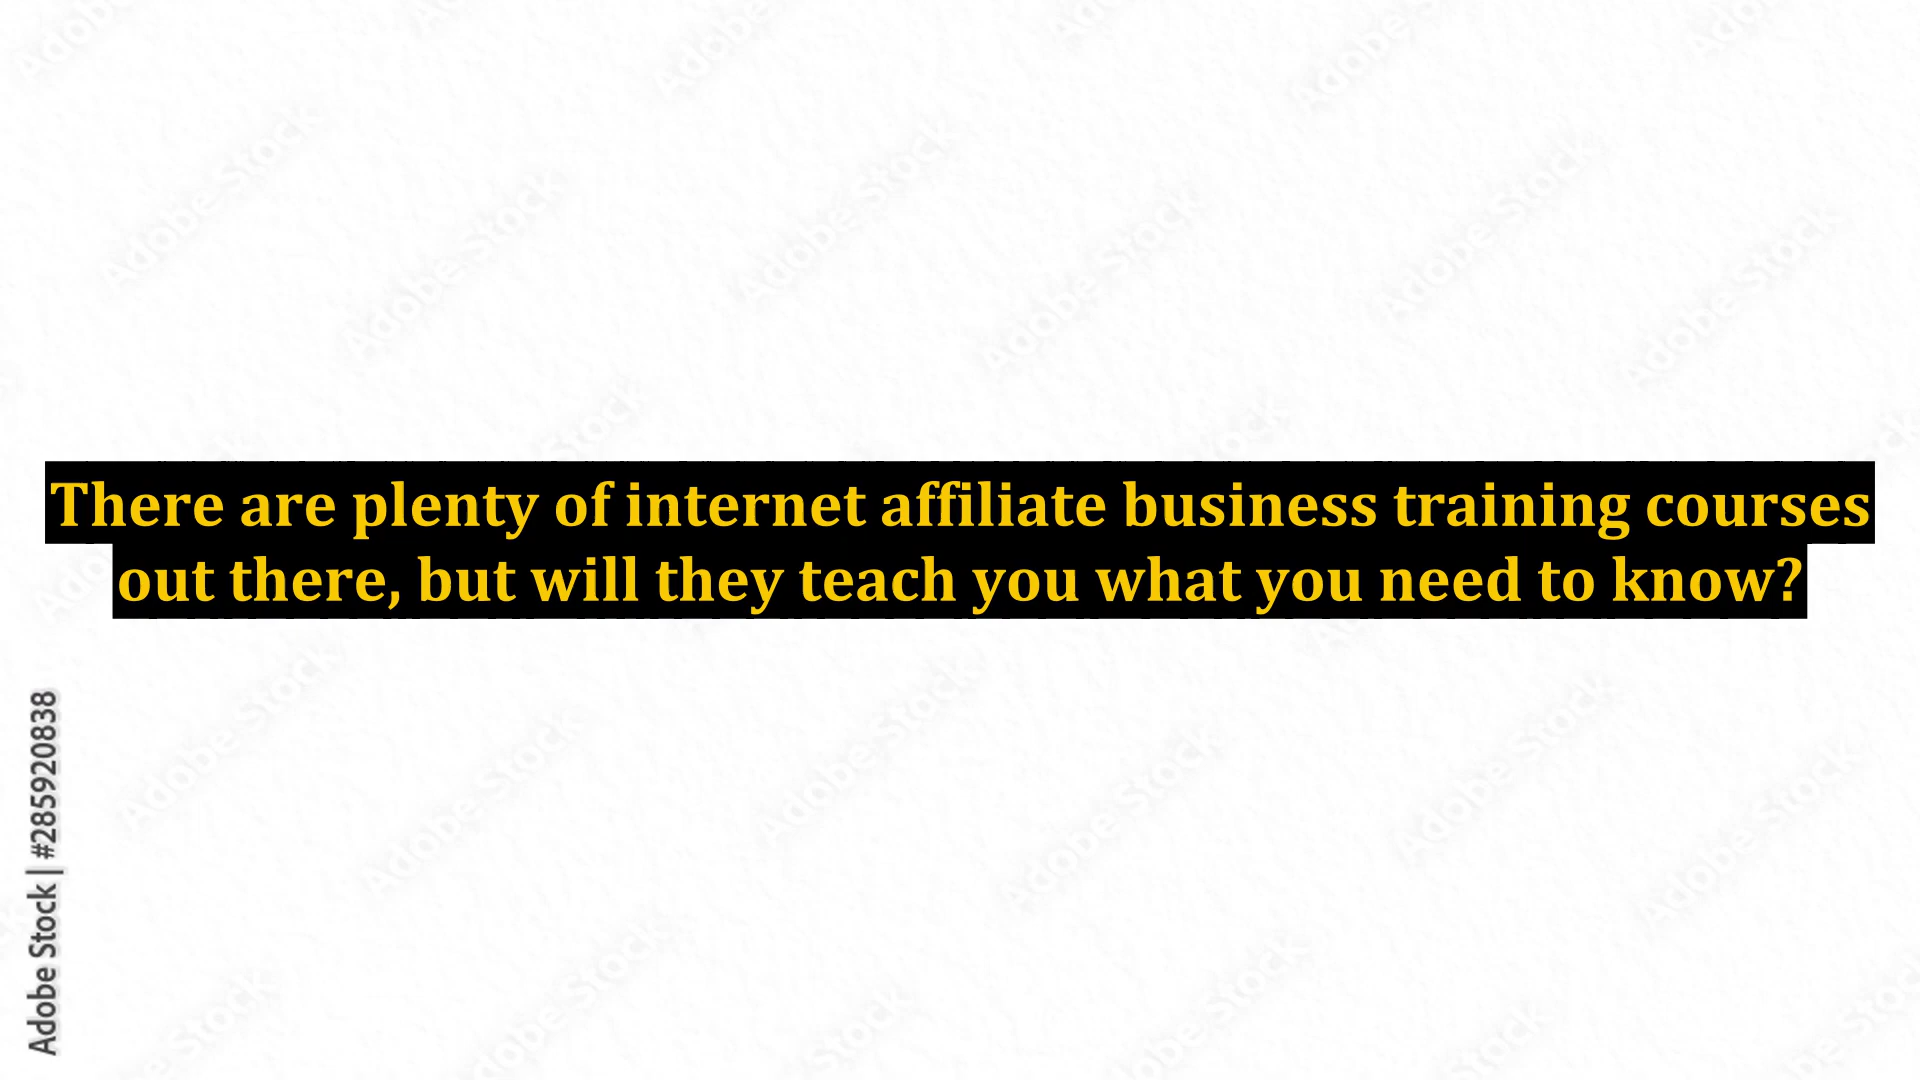 There are plenty of internet affiliate business training courses
out there, but will they teach you what you need to know?
Adobe Stock | #285920838